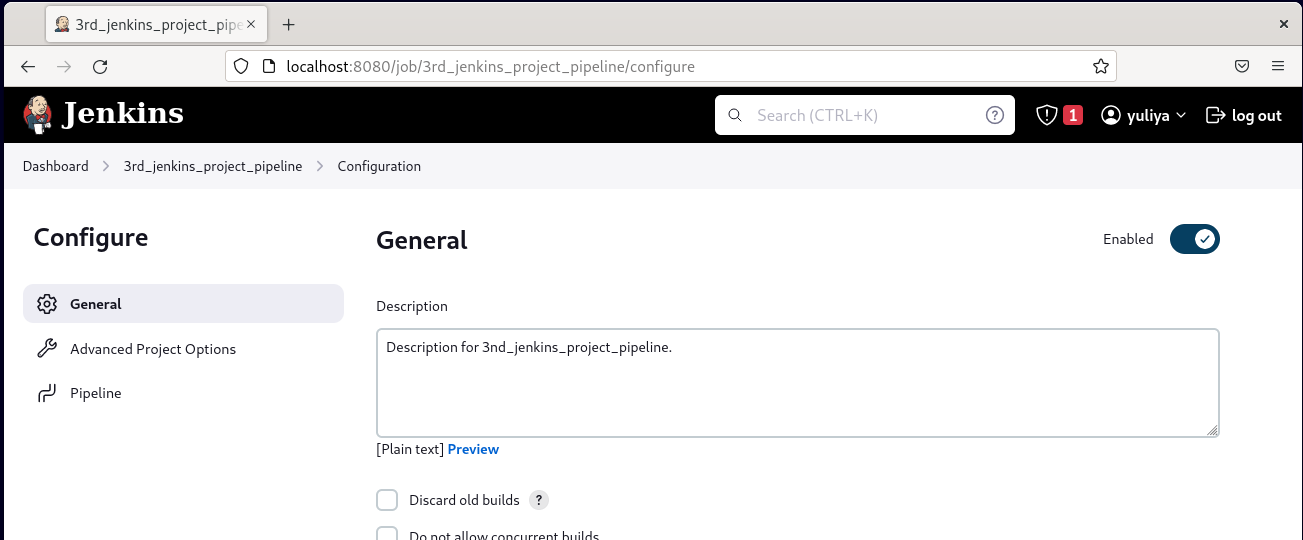 3rd_jenkins_project_pipe
localhost:8080/job/3rd_jenkins_project_pipeline/configure
Jenkins
Search (CTRL+K)
?
1
yuliya
log out
Dashboard > 3rd_jenkins_project_pipeline > Configuration
Configure
General
Advanced Project Options
Pipeline
General
Enabled
Description
Description for 3nd_jenkins_project_pipeline.
[Plain text] Preview
Discard old builds ?
Do not allow concurrent builds